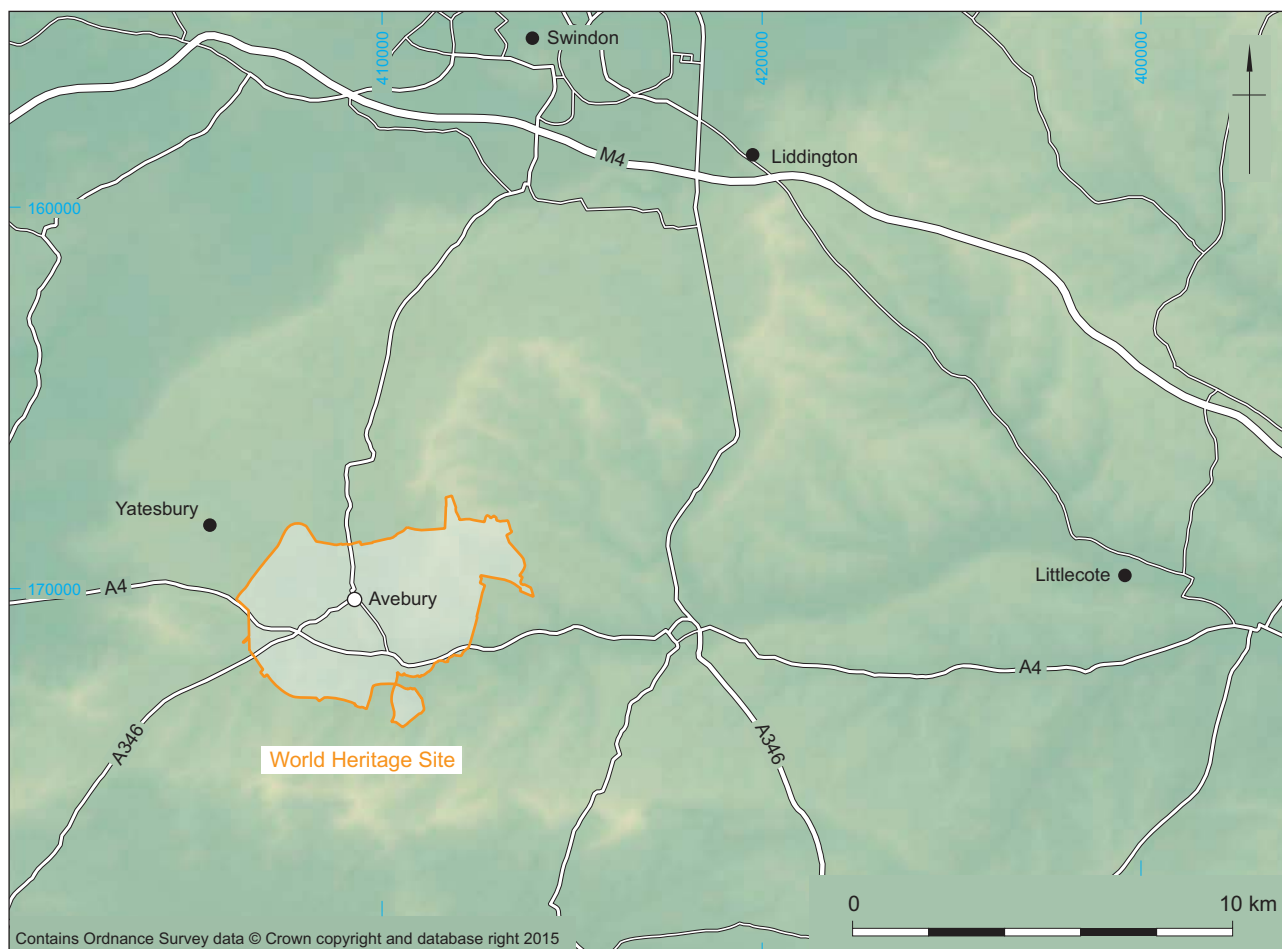 410000
420000
400000
Swindon
M4
Liddington
160000
Yatesbury
A4
170000
Avebury
Littlecote
A4
A346
A346
World Heritage Site
0 10 km
Contains Ordnance Survey data © Crown copyright and database right 2015